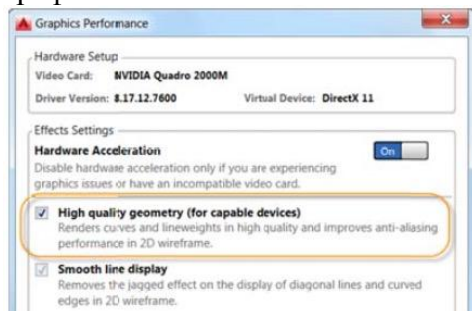 Graphics Performance
Hardware Setup
Video Card: NVIDIA Quadro 2000M
Driver Version: 8.17.12.7600 Virtual Device: DirectX 11
Effects Settings
Hardware Acceleration On
Disable hardware acceleration only if you are experiencing
graphics issues or have an incompatible video card.
High quality geometry (for capable devices)
Renders curves and lineweights in high quality and improves anti-aliasing
performance in 2D wireframe.
Smooth line display
Removes the jagged effect on the display of diagonal lines and curved
edges in 2D wireframe.